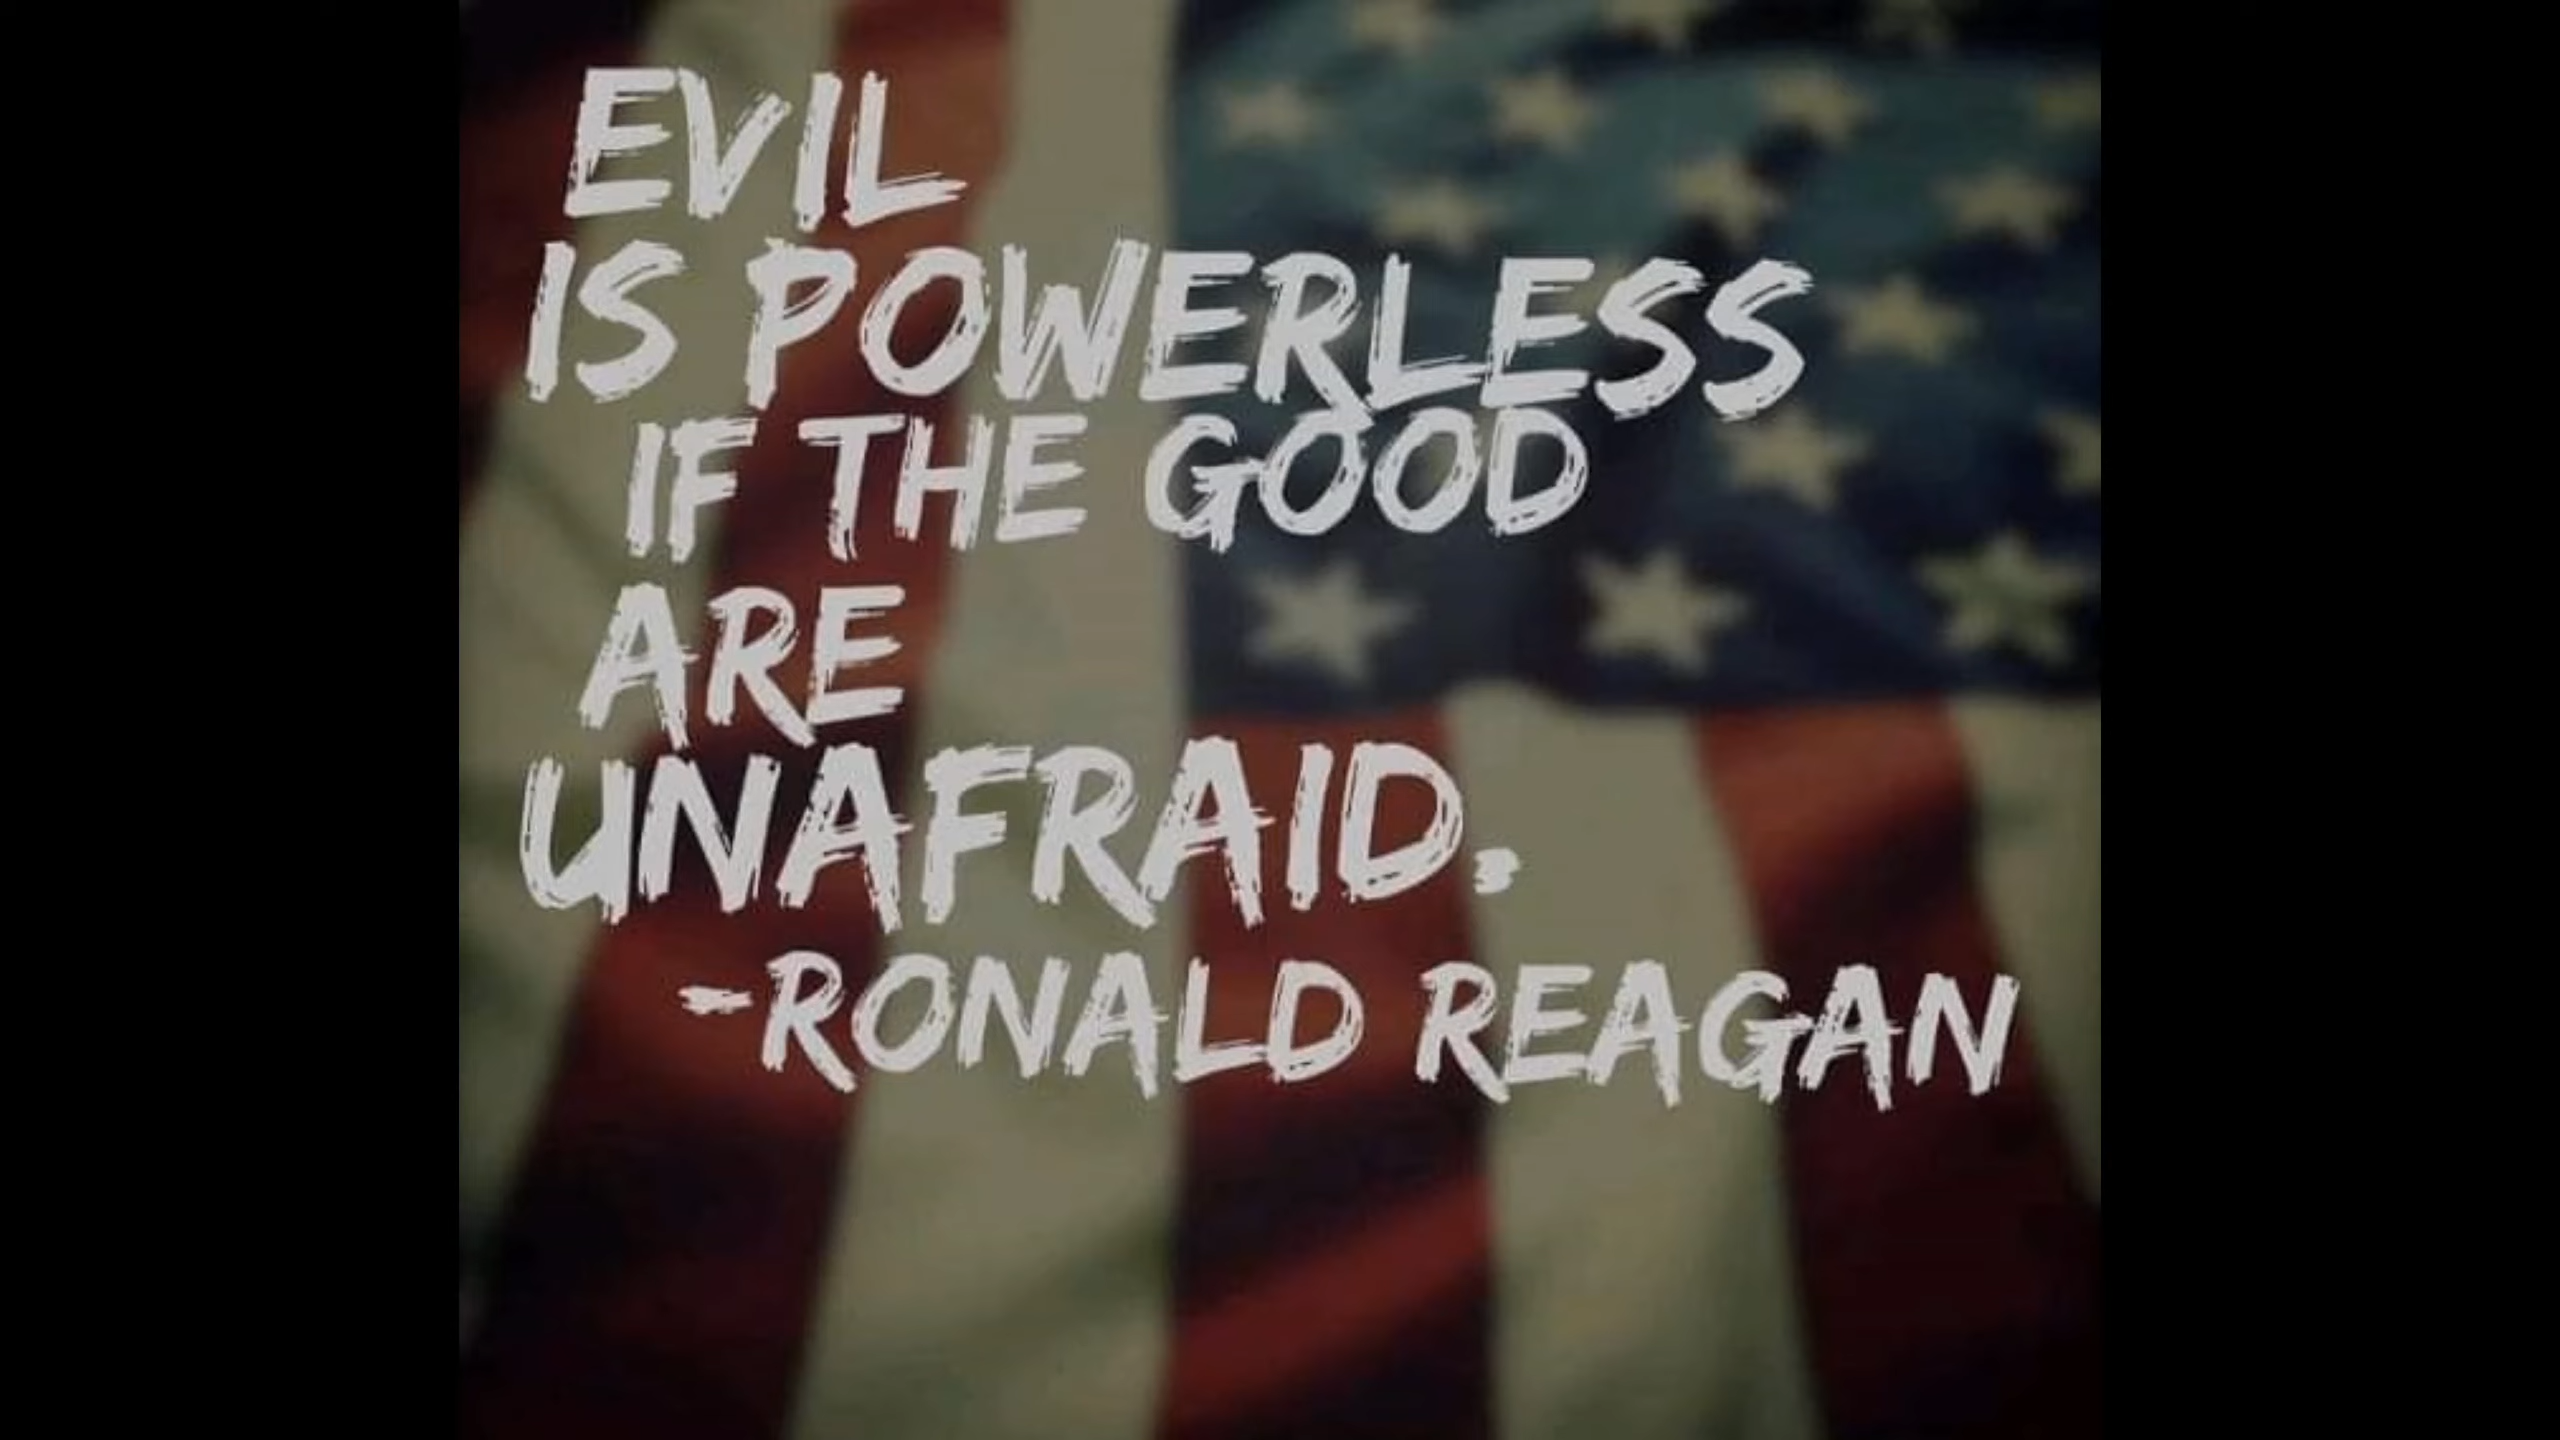 EVIL
IS POWERLESS
IF THE GOOD
ARE
UNAFRAID.
-RONALD REAGAN